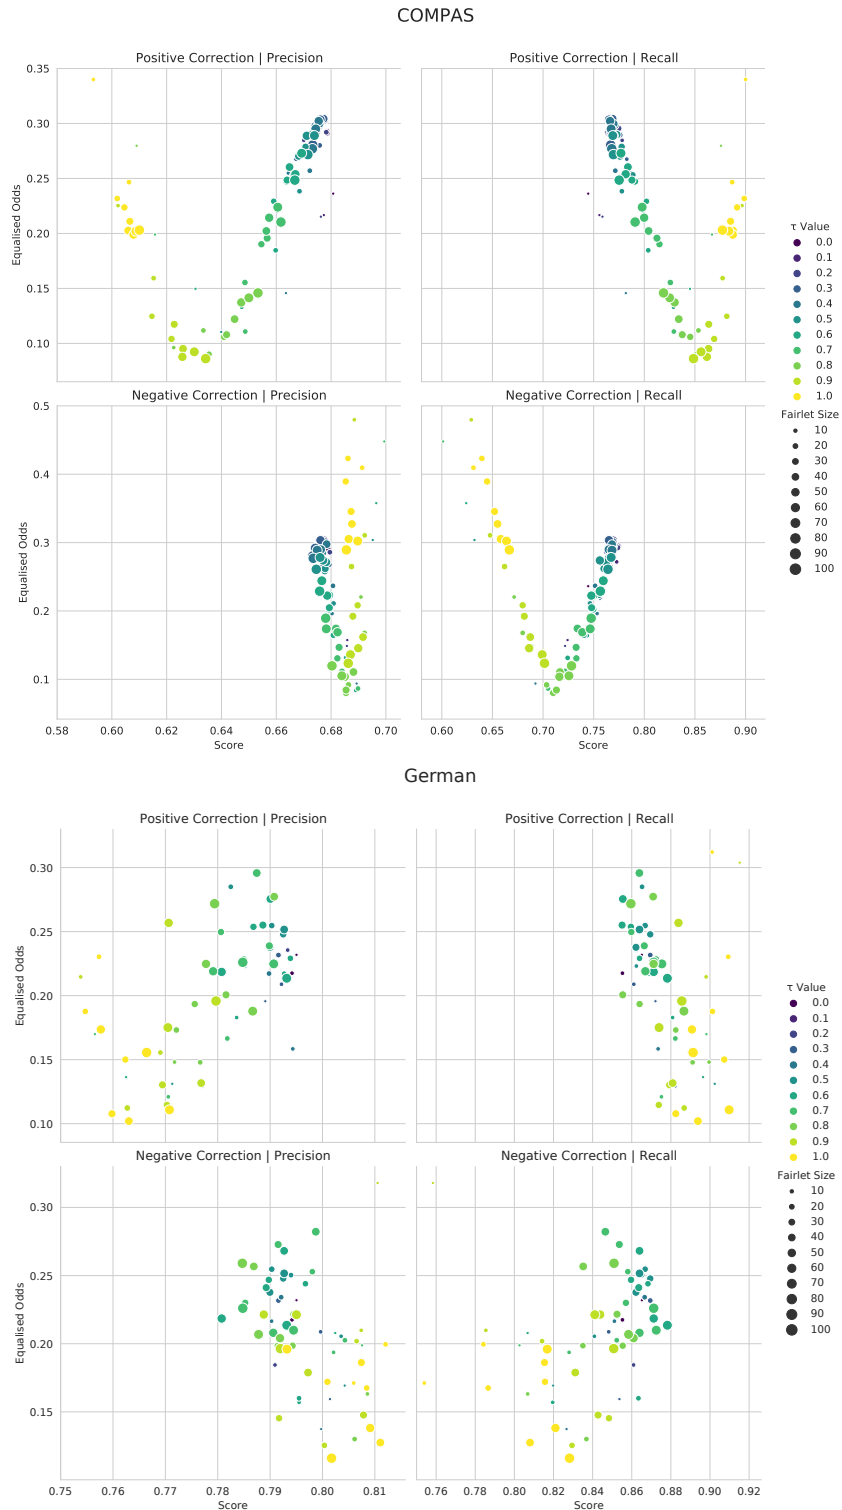 COMPAS
Positive Correction | Precision
Positive Correction | Recall
0.35
0.30
0.25
0.20
0.15
0.10
Equalised Odds
Negative Correction | Precision
Negative Correction | Recall
0.5
0.4
0.3
0.2
0.1
Equalised Odds
0.58 0.60 0.62 0.64 0.66 0.68 0.70
Score
0.60 0.65 0.70 0.75 0.80 0.85 0.90
Score
τ Value
0.0
0.1
0.2
0.3
0.4
0.5
0.6
0.7
0.8
0.9
1.0
Fairlet Size
10
20
30
40
50
60
70
80
90
100
German
Positive Correction | Precision
Positive Correction | Recall
0.30
0.25
0.20
0.15
0.10
Equalised Odds
Negative Correction | Precision
Negative Correction | Recall
0.30
0.25
0.20
0.15
Equalised Odds
0.75 0.76 0.77 0.78 0.79 0.80 0.81
Score
0.76 0.78 0.80 0.82 0.84 0.86 0.88 0.90 0.92
Score
τ Value
0.0
0.1
0.2
0.3
0.4
0.5
0.6
0.7
0.8
0.9
1.0
Fairlet Size
10
20
30
40
50
60
70
80
90
100